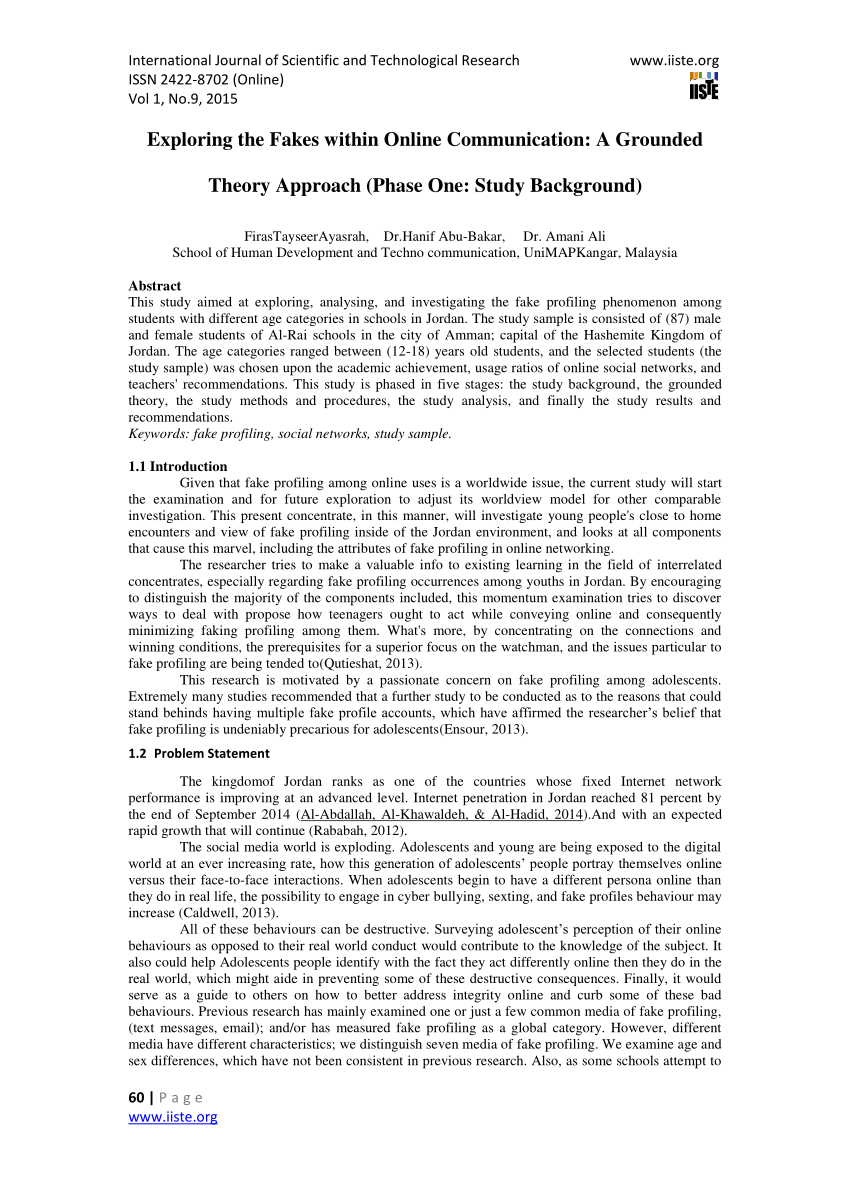 International Journal of Scientific and Technological Research www.iiste.org
ISSN 2422-8702 (Online)
Vol 1, No.9, 2015
IISTE
Exploring the Fakes within Online Communication: A Grounded
Theory Approach (Phase One: Study Background)
FirasTayseerAyasrah, Dr.Hanif Abu-Bakar, Dr. Amani Ali
School of Human Development and Techno communication, UniMAPKangar, Malaysia
Abstract
This study aimed at exploring, analysing, and investigating the fake profiling phenomenon among
students with different age categories in schools in Jordan. The study sample is consisted of (87) male
and female students of Al-Rai schools in the city of Amman; capital of the Hashemite Kingdom of
Jordan. The age categories ranged between (12-18) years old students, and the selected students (the
study sample) was chosen upon the academic achievement, usage ratios of online social networks, and
teachers' recommendations. This study is phased in five stages: the study background, the grounded
theory, the study methods and procedures, the study analysis, and finally the study results and
recommendations.
Keywords: fake profiling, social networks, study sample.
1.1 Introduction
Given that fake profiling among online uses is a worldwide issue, the current study will start
the examination and for future exploration to adjust its worldview model for other comparable
investigation. This present concentrate, in this manner, will investigate young people's close to home
encounters and view of fake profiling inside of the Jordan environment, and looks at all components
that cause this marvel, including the attributes of fake profiling in online networking.
The researcher tries to make a valuable info to existing learning in the field of interrelated
concentrates, especially regarding fake profiling occurrences among youths in Jordan. By encouraging
to distinguish the majority of the components included, this momentum examination tries to discover
ways to deal with propose how teenagers ought to act while conveying online and consequently
minimizing faking profiling among them. What's more, by concentrating on the connections and
winning conditions, the prerequisites for a superior focus on the watchman, and the issues particular to
fake profiling are being tended to(Qutieshat, 2013).
This research is motivated by a passionate concern on fake profiling among adolescents.
Extremely many studies recommended that a further study to be conducted as to the reasons that could
stand behinds having multiple fake profile accounts, which have affirmed the researcher’s belief that
fake profiling is undeniably precarious for adolescents(Ensour, 2013).
1.2 Problem Statement
The kingdomof Jordan ranks as one of the countries whose fixed Internet network
performance is improving at an advanced level. Internet penetration in Jordan reached 81 percent by
the end of September 2014 (Al-Abdallah, Al-Khawaldeh, & Al-Hadid, 2014).And with an expected
rapid growth that will continue (Rababah, 2012).
The social media world is exploding. Adolescents and young are being exposed to the digital
world at an ever increasing rate, how this generation of adolescents’ people portray themselves online
versus their face-to-face interactions. When adolescents begin to have a different persona online than
they do in real life, the possibility to engage in cyber bullying, sexting, and fake profiles behaviour may
increase (Caldwell, 2013).
All of these behaviours can be destructive. Surveying adolescent’s perception of their online
behaviours as opposed to their real world conduct would contribute to the knowledge of the subject. It
also could help Adolescents people identify with the fact they act differently online then they do in the
real world, which might aide in preventing some of these destructive consequences. Finally, it would
serve as a guide to others on how to better address integrity online and curb some of these bad
behaviours. Previous research has mainly examined one or just a few common media of fake profiling,
(text messages, email); and/or has measured fake profiling as a global category. However, different
media have different characteristics; we distinguish seven media of fake profiling. We examine age and
sex differences, which have not been consistent in previous research. Also, as some schools attempt to
60 | P a g e
www.iiste.org